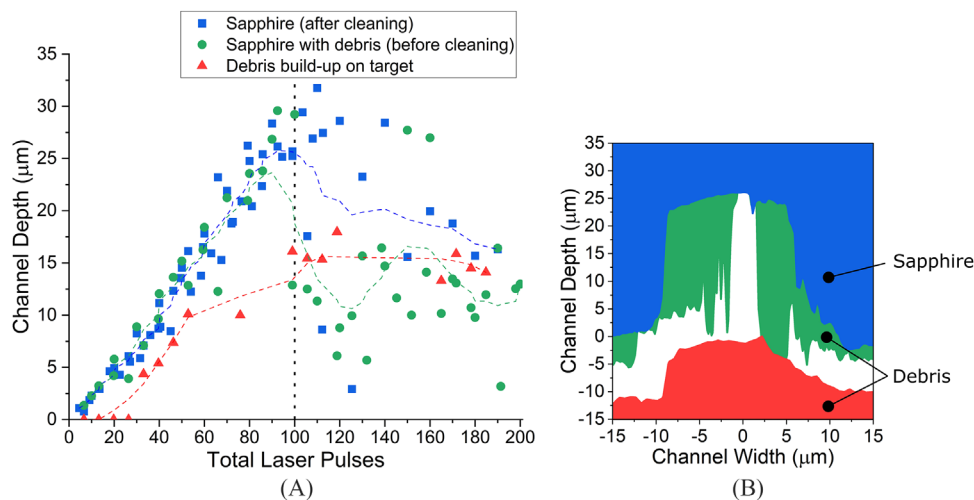 Sapphire (after cleaning)
Sapphire with debris (before cleaning)
Debris build-up on target
Channel Depth (μm)
35
30
25
20
15
10
5
0
0 20 40 60 80 100 120 140 160 180 200
Total Laser Pulses
(A)
Channel Depth (μm)
35
30
25
20
15
10
5
0
-5
-10
-15
-15 -10 -5 0 5 10 15
Channel Width (μm)
(B)
Sapphire
Debris